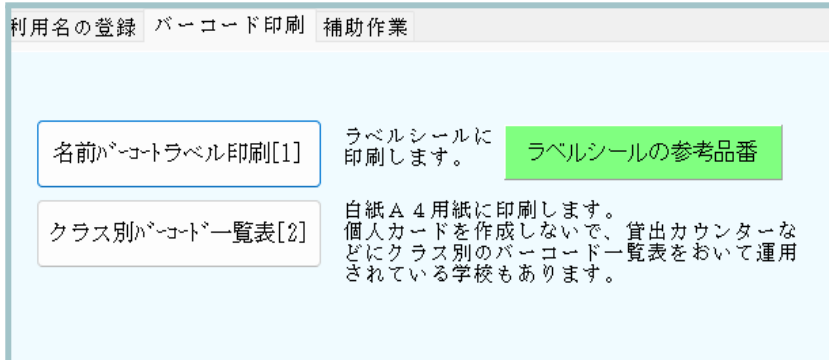 利用名の登録 バーコード印刷 補助作業
名前ﾊﾞｰｺｰﾄラベル印刷[1]
ラベルシールに
印刷します。
ラベルシールの参考品番
クラス別ﾊﾞｰｺｰﾄﾞ一覧表[2]
白紙Ａ４用紙に印刷します。
個人カードを作成しないで、貸出カウンターな
どにクラス別のバーコード一覧表をおいて運用
されている学校もあります。